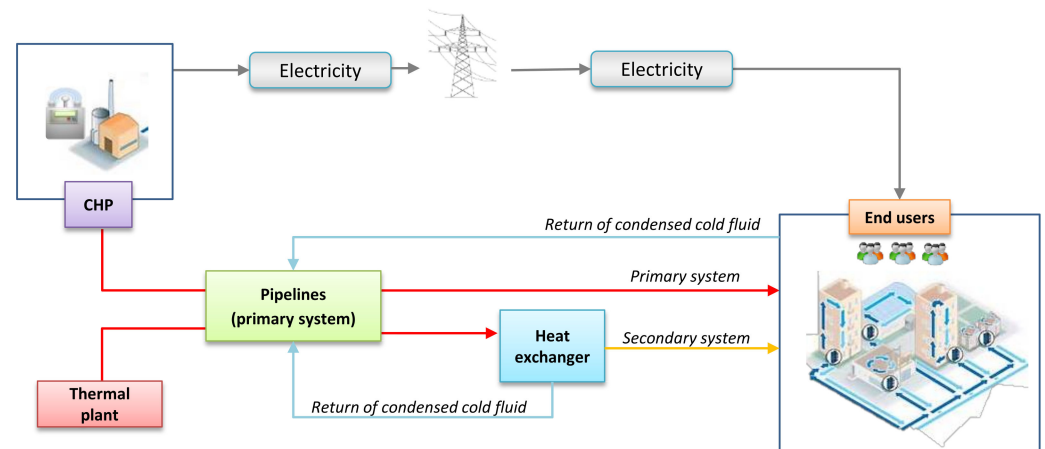 Electricity
Electricity
CHP
End users
Return of condensed cold fluid
Primary system
Pipelines
(primary system)
Heat
exchanger
Secondary system
Thermal
plant
Return of condensed cold fluid